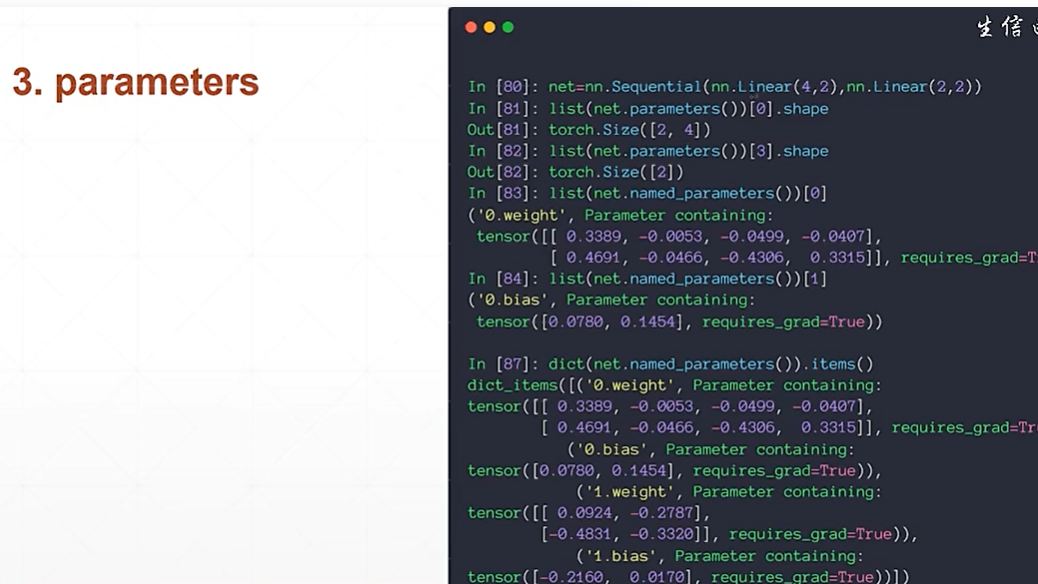 3. parameters
生信
In [80]: net=nn.Sequential(nn.Linear(4,2),nn.Linear(2,2))
In [81]: list(net.parameters())[0].shape
Out[81]: torch.Size([2, 4])
In [82]: list(net.parameters())[3].shape
Out[82]: torch.Size([2])
In [83]: list(net.named_parameters())[0]
('0.weight', Parameter containing:
tensor([[ 0.3389, -0.0053, -0.0499, -0.0407],
[ 0.4691, -0.0466, -0.4306, 0.3315]], requires_grad=T
In [84]: list(net.named_parameters())[1]
('0.bias', Parameter containing:
tensor([0.0780, 0.1454], requires_grad=True))
In [87]: dict(net.named_parameters()).items()
dict_items([('0.weight', Parameter containing:
tensor([[ 0.3389, -0.0053, -0.0499, -0.0407],
[ 0.4691, -0.0466, -0.4306, 0.3315]], requires_grad=Tr
('0.bias', Parameter containing:
tensor([0.0780, 0.1454], requires_grad=True)),
('1.weight', Parameter containing:
tensor([[ 0.0924, -0.2787],
[-0.4831, -0.3320]], requires_grad=True)),
('1.bias', Parameter containing:
tensor([-0.2160, 0.0170], requires_grad=True))])